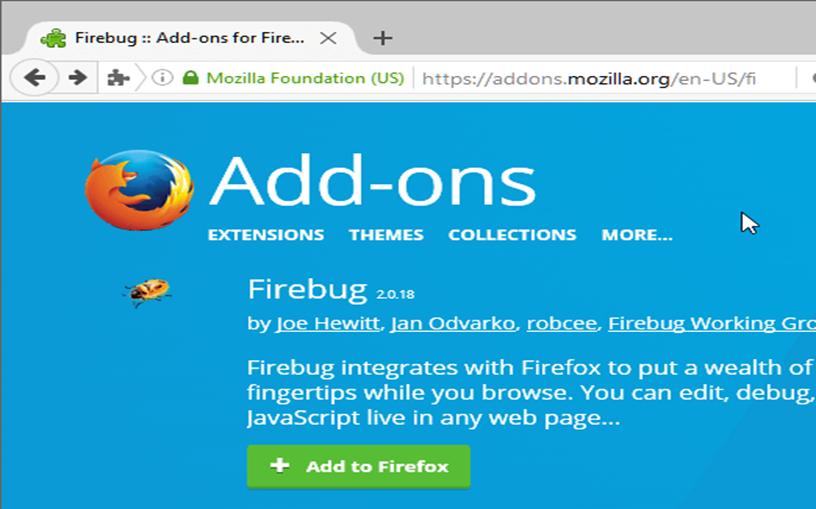 Firebug :: Add-ons for Fire...
Mozilla Foundation (US) https://addons.mozilla.org/en-US/fi
Add-ons
EXTENSIONS THEMES COLLECTIONS MORE...
Firebug 2.0.18
by Joe Hewitt, Jan Odvarko, robcee, Firebug Working Gro
Firebug integrates with Firefox to put a wealth of
fingertips while you browse. You can edit, debug,
JavaScript live in any web page...
Add to Firefox